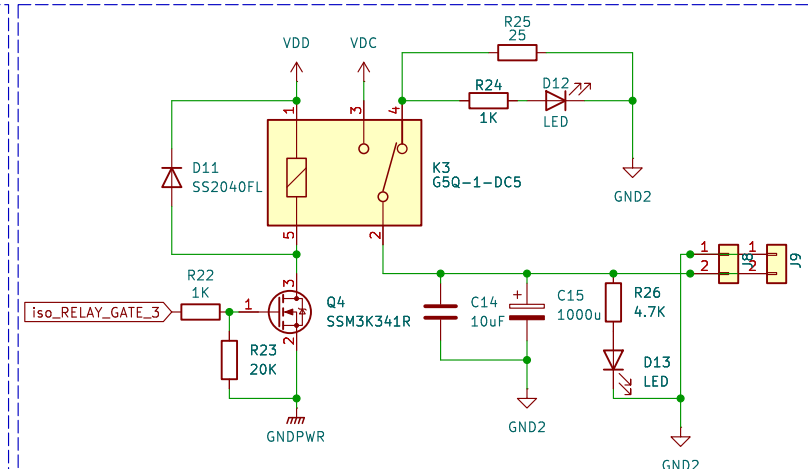 R25
25
VDD
VDC
R24
1K
D12
LED
1
3
4
D11
SS2040FL
K3
G5Q-1-DC5
GND2
5
2
R22
1K
iso_RELAY_GATE_3
1
3
2
Q4
SSM3K341R
R23
20K
GNDPWR
C14
10uF
+
C15
1000u
GND2
R26
4.7K
D13
LED
1
2
J8
1
2
J9
GND2